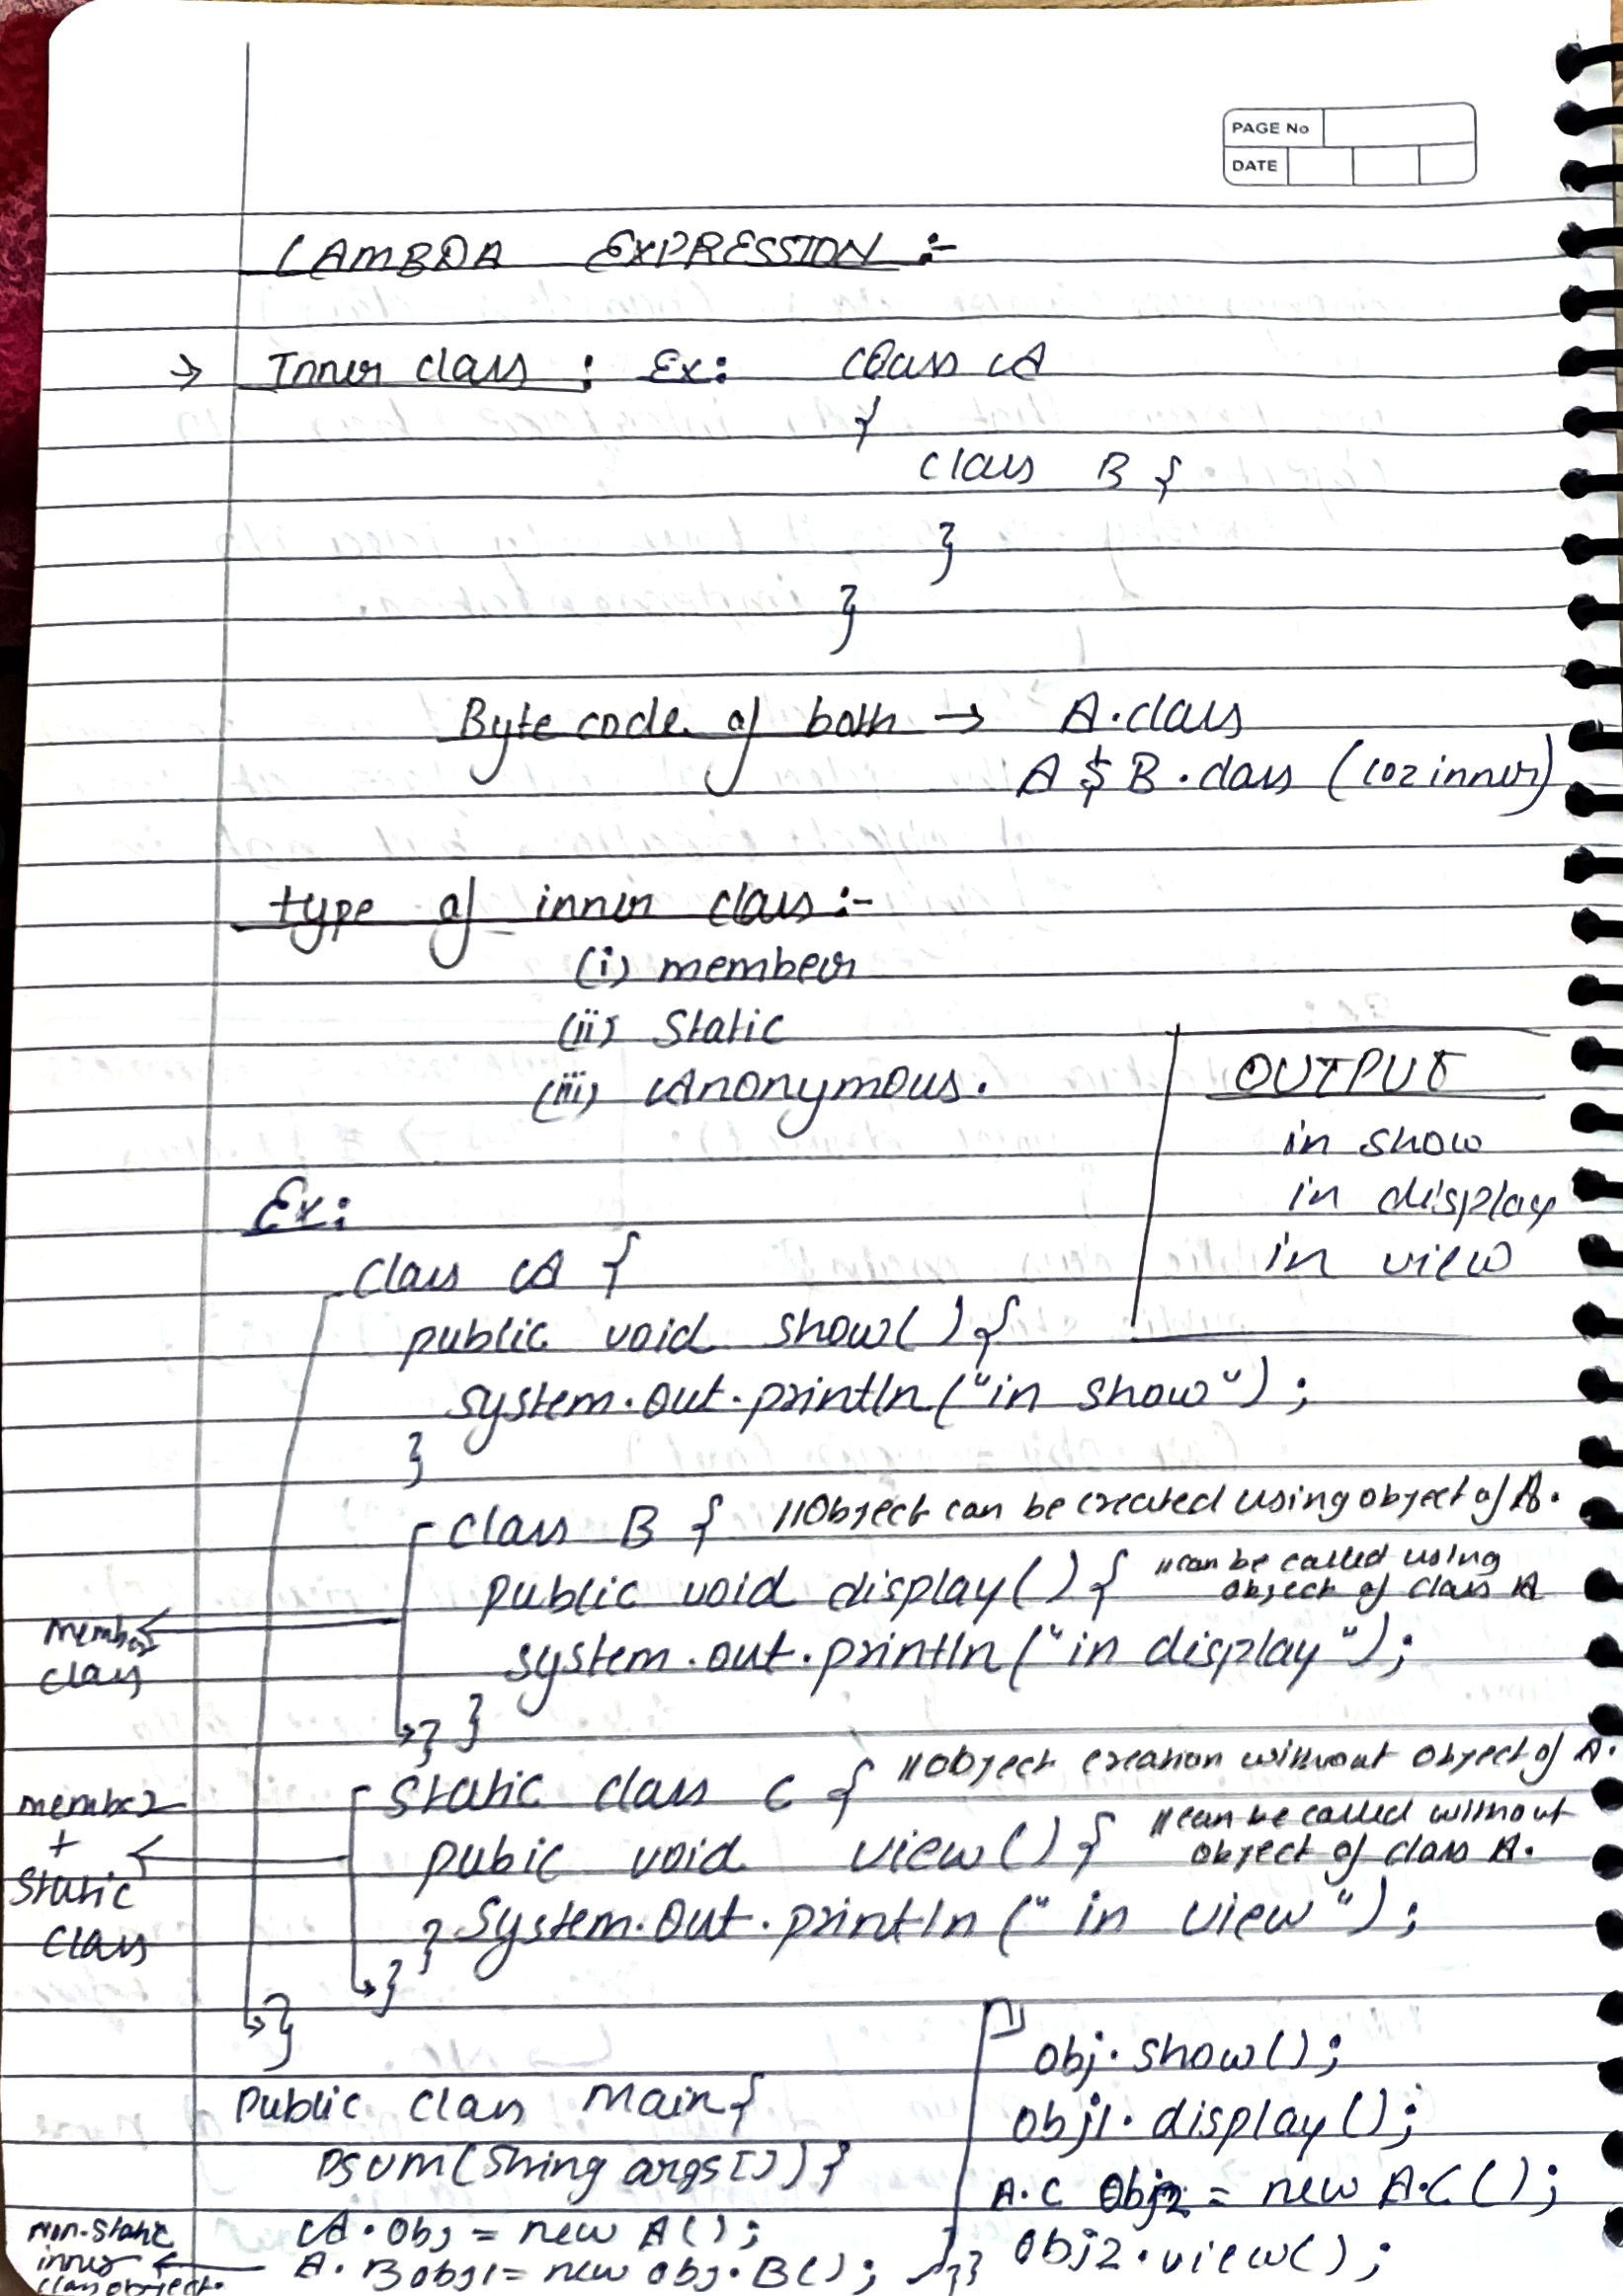 PAGE No
DATE
LAMBDA EXPRESSION :-
→ Inner class : Ex: class A
{
class B {
}
}
Byte code of both → A.class
A $ B.class (coz inner)
type of inner class :-
(i) member
(ii) Static
(iii) Anonymous.
OUTPUT
in show
in display
in view
Ex:
class A {
public void show() {
system.out.println("in show");
}
class B { //Object can be created using object of A.
public void display() { //can be called using
object of class A
system.out.println("in display");
}
}
member
class
static class C { //Object creation without object of A.
pubic void view() { //can be called without
object of class A.
System.out.println(" in view ");
}
}
member
+
Static
class
}
public class Main {
PSVM(String args[]) {
A.obj = new A();
A.B obj1 = new obj.B();
Non-static
inner
class object.
obj.show();
obj1.display();
A.C obj2 = new A.C();
obj2.view();
}}